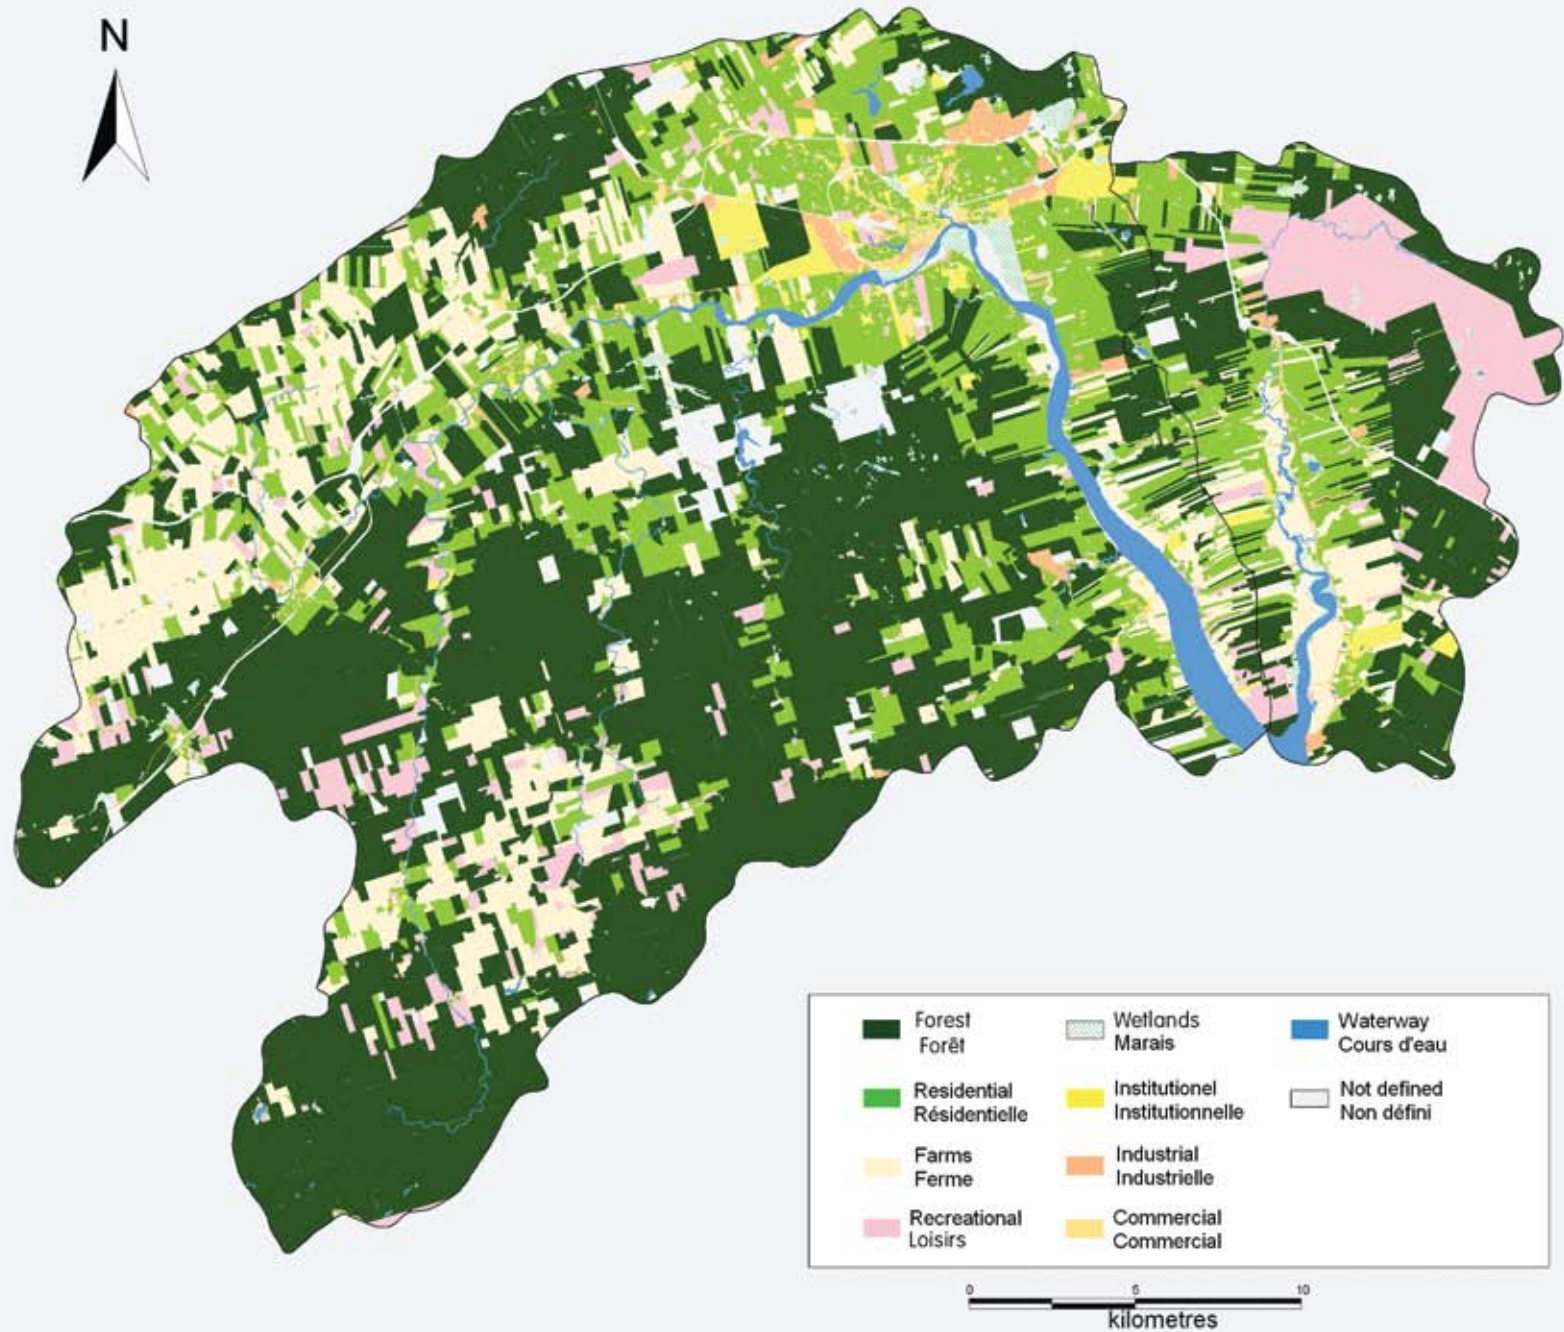 N
Forest
Forêt
Residential
Résidentielle
Farms
Ferme
Recreational
Loisirs
Wetlands
Marais
Institutionel
Institutionnelle
Industrial
Industrielle
Commercial
Commercial
Waterway
Cours d'eau
Not defined
Non défini
0 5 10
kilometres